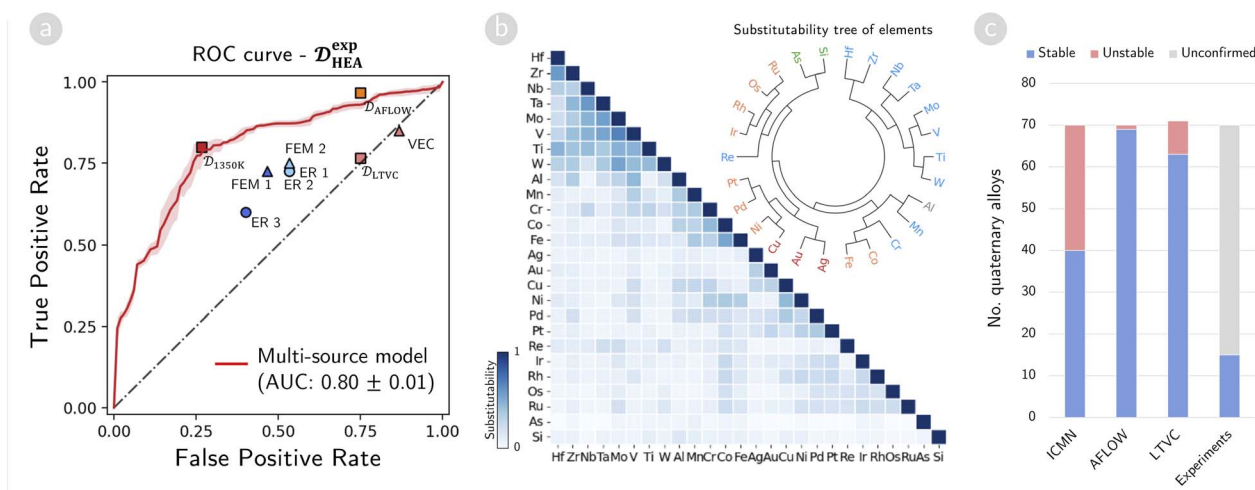 a
ROC curve - 𝓓^exp_HEA
1.00
0.75
0.50
0.25
0.00
True Positive Rate
𝓓_AFLOW
VEC
𝓓_1350K
FEM 2
FEM 1
ER 1
ER 2
𝓓_LTVC
ER 3
Multi-source model
(AUC: 0.80 ± 0.01)
0.00 0.25 0.50 0.75 1.00
False Positive Rate
b
Substitutability tree of elements
Hf
Zr
Nb
Ta
Mo
V
Ti
W
Al
Mn
Cr
Co
Fe
Ag
Au
Cu
Ni
Pd
Pt
Re
Ir
Rh
Os
Ru
As
Si
Hf Zr Nb Ta Mo V Ti W Al Mn Cr Co Fe Ag Au Cu Ni Pd Pt Re Ir Rh Os Ru As Si
Substitutability
1
0
Hf
Zr
Nb
Ta
Mo
V
Ti
W
Al
Mn
Cr
Co
Fe
Ag
Au
Cu
Ni
Pd
Pt
Re
Ir
Rh
Os
Ru
As
Si
c
Stable Unstable Unconfirmed
80
70
60
50
40
30
20
10
0
No. quaternary alloys
ICMN
AFLOW
LTVC
Experiments